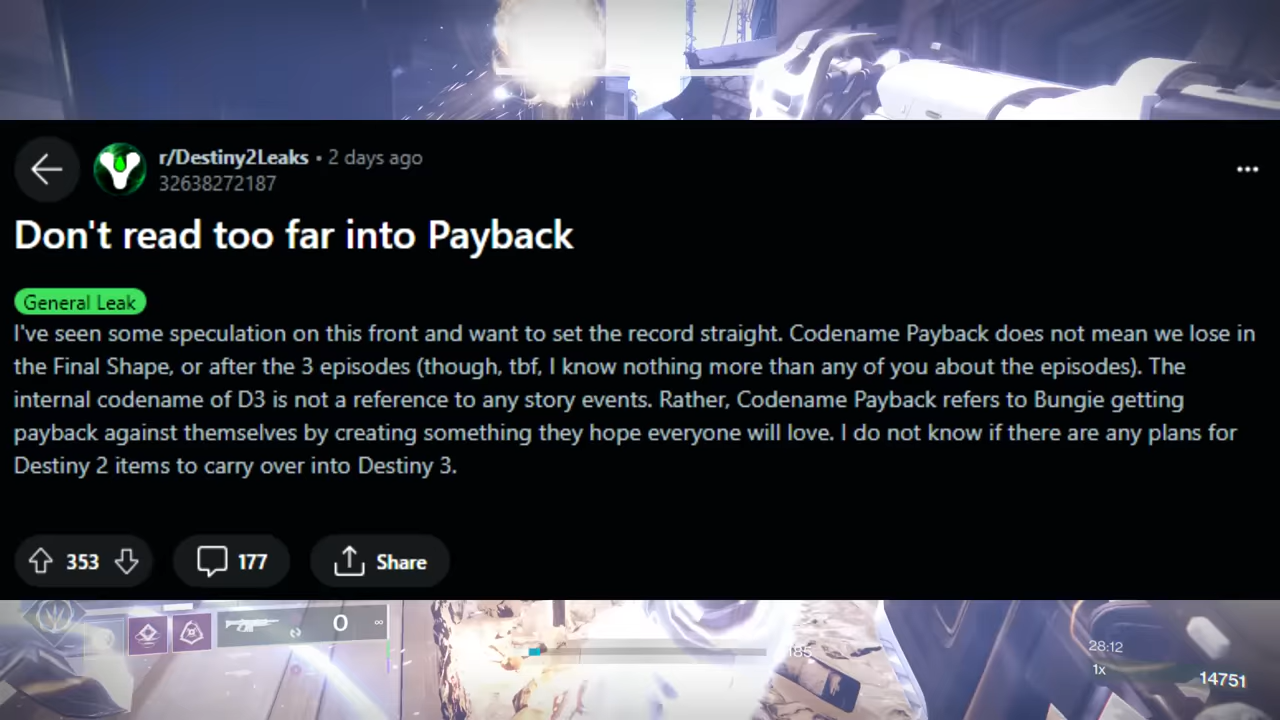 r/Destiny2Leaks • 2 days ago
32638272187
Don't read too far into Payback
General Leak
I've seen some speculation on this front and want to set the record straight. Codename Payback does not mean we lose in
the Final Shape, or after the 3 episodes (though, tbf, I know nothing more than any of you about the episodes). The
internal codename of D3 is not a reference to any story events. Rather, Codename Payback refers to Bungie getting
payback against themselves by creating something they hope everyone will love. I do not know if there are any plans for
Destiny 2 items to carry over into Destiny 3.
353
177
Share
0 ∞
185
28:12
1x
14751